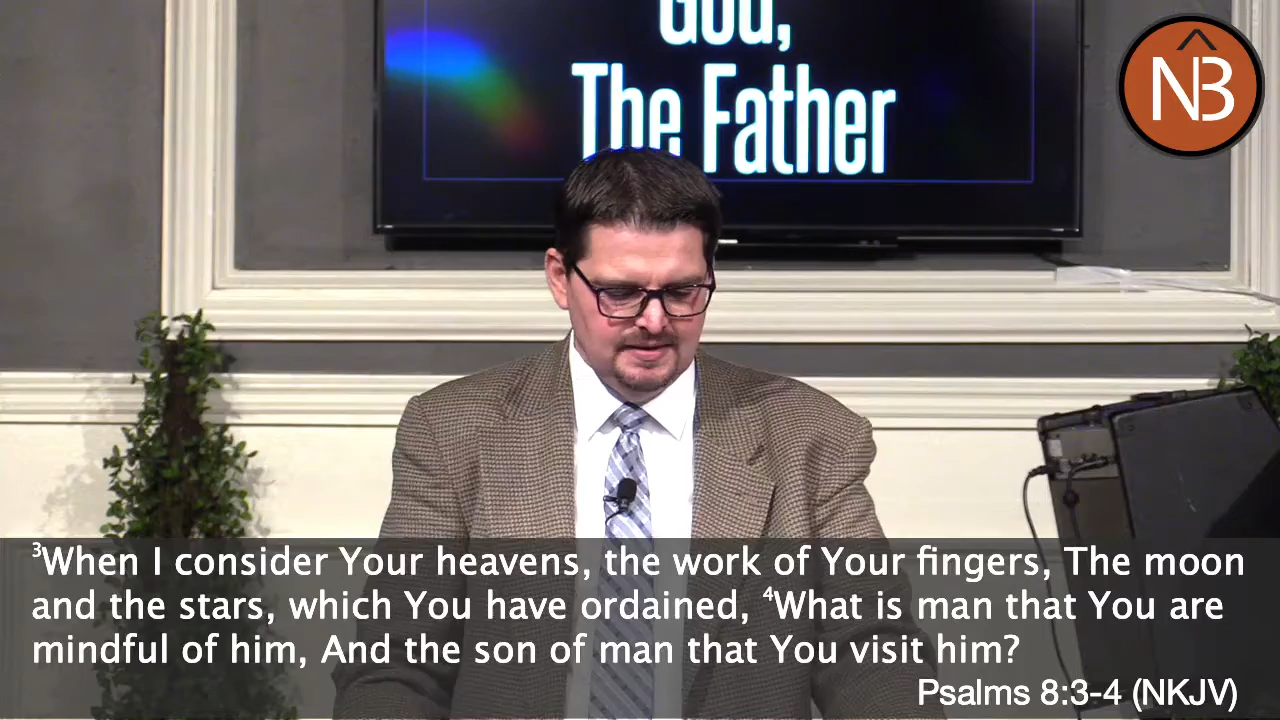 God,
The Father
NB
³When I consider Your heavens, the work of Your fingers, The moon
and the stars, which You have ordained, ⁴What is man that You are
mindful of him, And the son of man that You visit him?
Psalms 8:3-4 (NKJV)